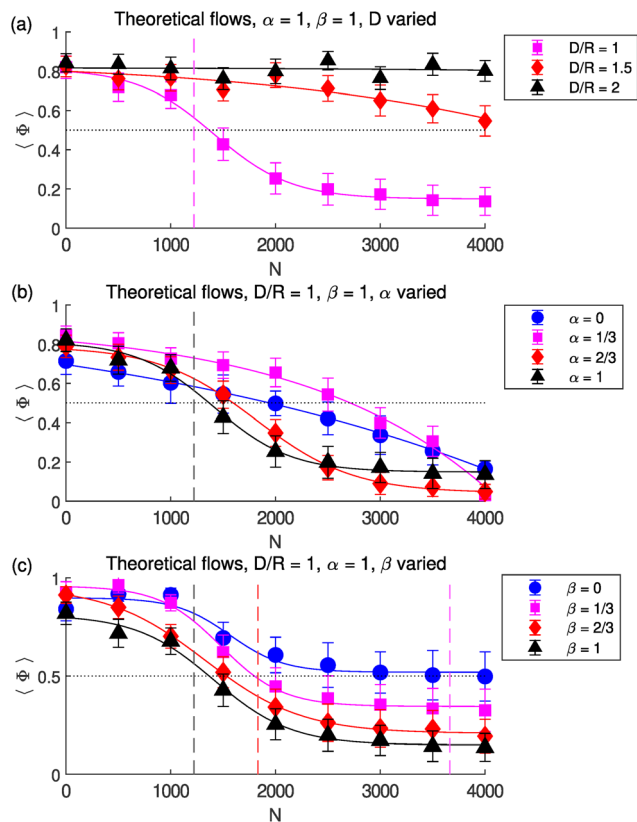 (a)
Theoretical flows, α = 1, β = 1, D varied
1
0.8
0.6
0.4
0.2
0
⟨ Φ ⟩
0 1000 2000 3000 4000
N
D/R = 1
D/R = 1.5
D/R = 2
(b)
Theoretical flows, D/R = 1, β = 1, α varied
1
0.8
0.6
0.4
0.2
0
⟨ Φ ⟩
0 1000 2000 3000 4000
N
α = 0
α = 1/3
α = 2/3
α = 1
(c)
Theoretical flows, D/R = 1, α = 1, β varied
1
0.5
0
⟨ Φ ⟩
0 1000 2000 3000 4000
N
β = 0
β = 1/3
β = 2/3
β = 1